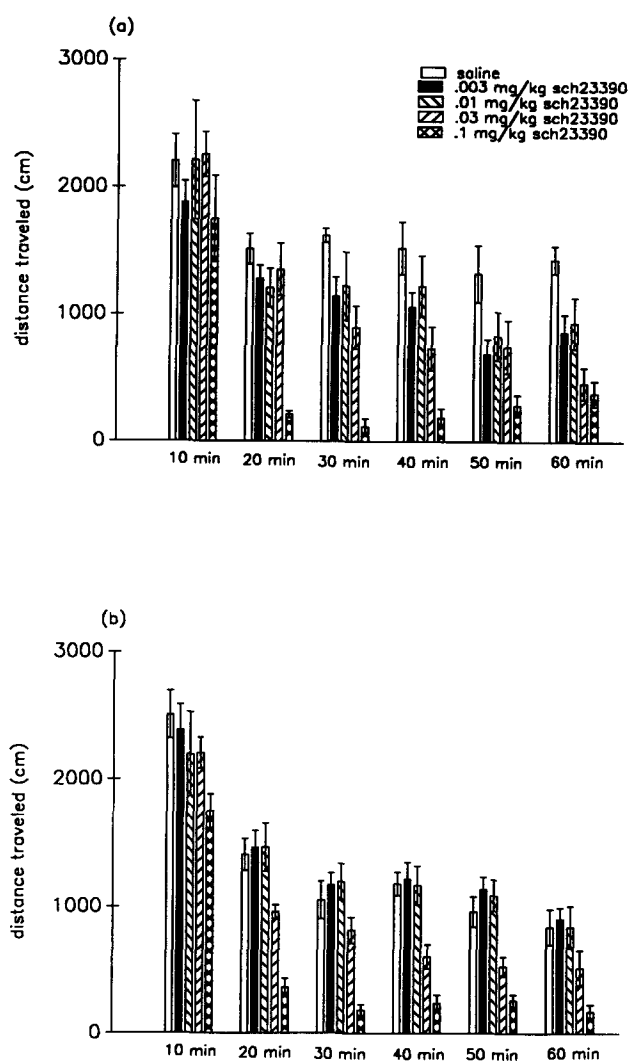 (a)
3000
2000
1000
0
distance traveled (cm)
saline
.003 mg/kg sch23390
.01 mg/kg sch23390
.03 mg/kg sch23390
.1 mg/kg sch23390
10 min 20 min 30 min 40 min 50 min 60 min
(b)
3000
2000
1000
0
distance traveled (cm)
10 min 20 min 30 min 40 min 50 min 60 min